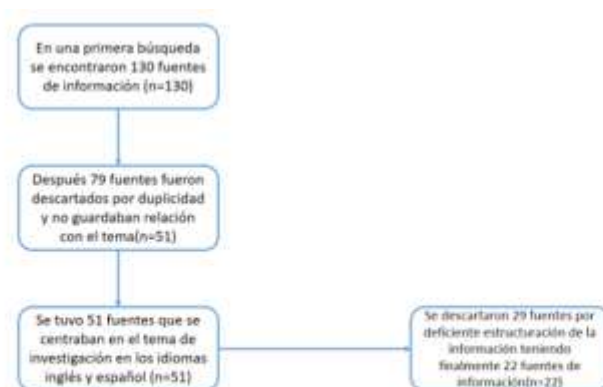 En una primera búsqueda
se encontraron 130 fuentes
de información (n=130)
Después 79 fuentes fueron
descartados por duplicidad
y no guardaban relación
con el tema(n=51)
Se tuvo 51 fuentes que se
centraban en el tema de
investigación en los idiomas
inglés y español (n=51)
Se descartaron 29 fuentes por
deficiente estructuración de la
información teniendo
finalmente 22 fuentes de
información(n=22)